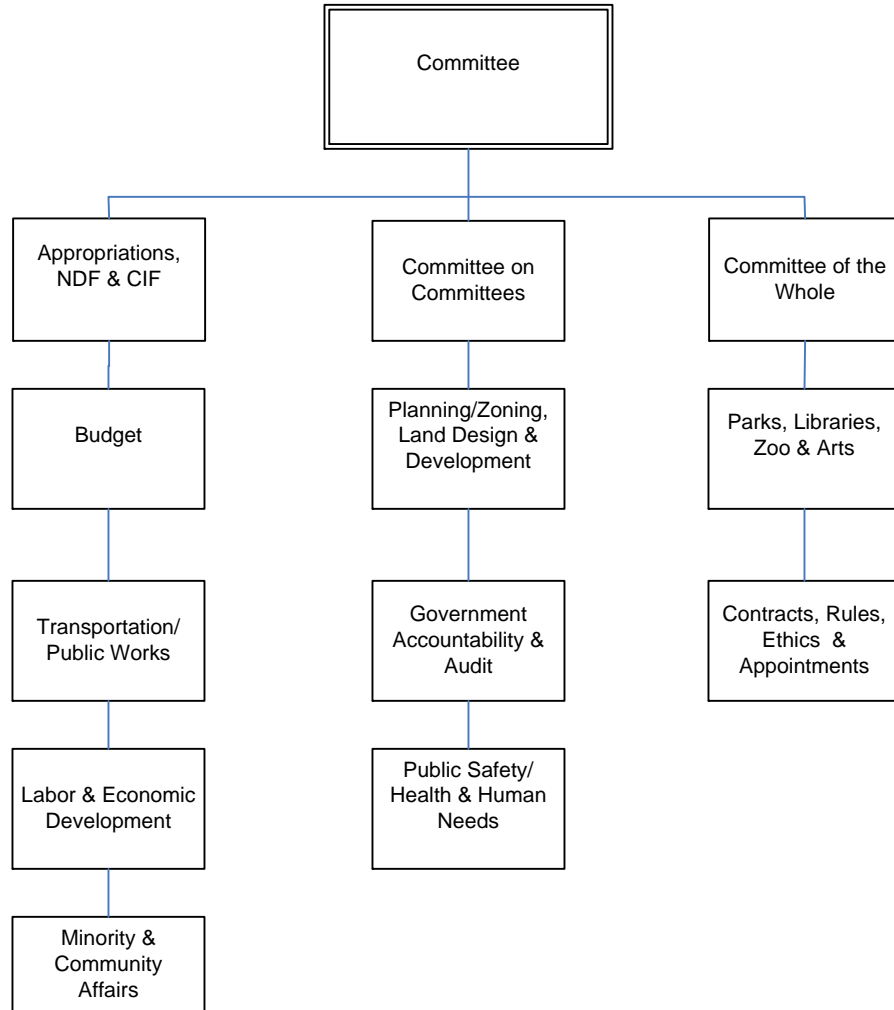 Committee
Appropriations,
NDF & CIF
Committee on
Committees
Committee of the
Whole
Budget
Planning/Zoning,
Land Design &
Development
Parks, Libraries,
Zoo & Arts
Transportation/
Public Works
Government
Accountability &
Audit
Contracts, Rules,
Ethics & 
Appointments
Labor & Economic
Development
Public Safety/
Health & Human
Needs
Minority &
Community
Affairs